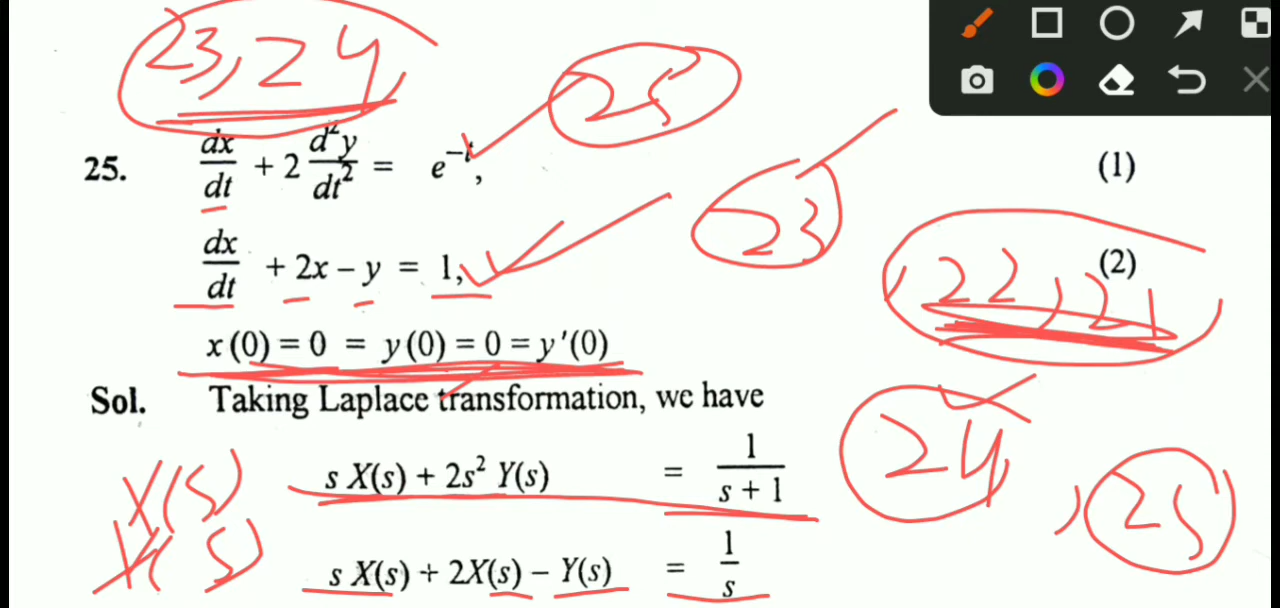 23, 24,
25
25. dx/dt + 2 d²y/dt² = e^-t, (1)
23
dx/dt + 2x – y = 1, (2)
, 22, 21,
x (0) = 0 = y (0) = 0 = y '(0)
Sol. Taking Laplace transformation, we have
24,
X(s)
s X(s) + 2s² Y(s) = 1/(s + 1)
, 25
s X(s) + 2X(s) – Y(s) = 1/s